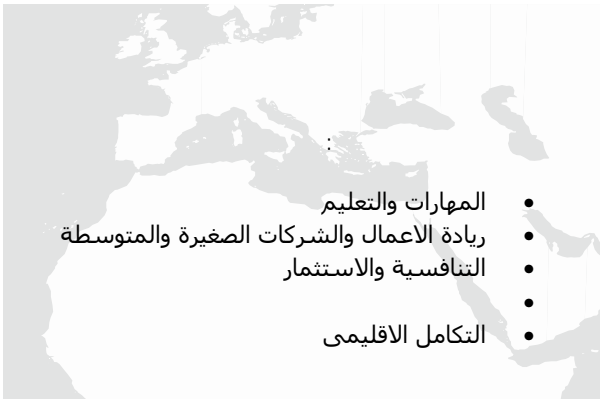 :
• المهارات والتعليم
• ريادة الاعمال والشركات الصغيرة والمتوسطة
• التنافسية والاستثمار
•
• التكامل الاقليمى